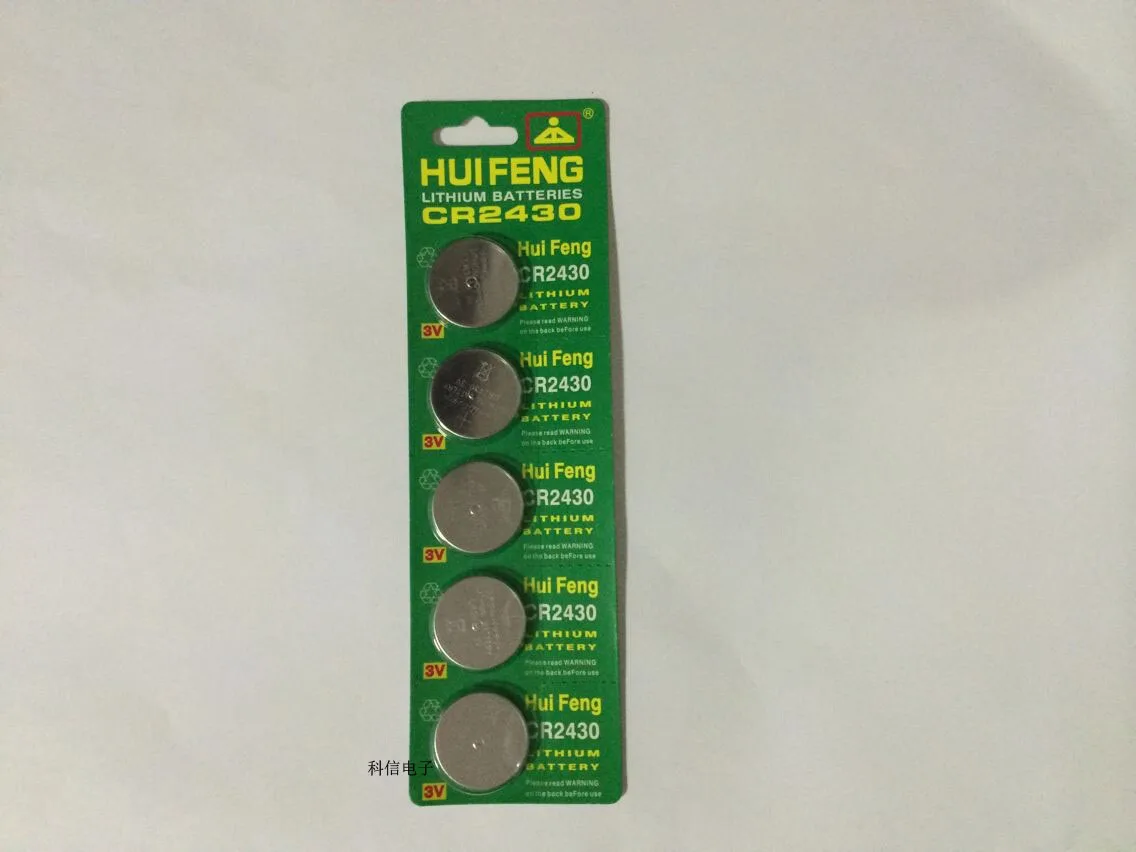 ®
HUIFENG
LITHIUM BATTERIES
CR2430
Hui Feng
CR2430
LITHIUM
BATTERY
Please read WARNING
on the back beFore use
3V
Hui Feng
CR2430
LITHIUM
BATTERY
Please read WARNING
on the back beFore use
3V
Hui Feng
CR2430
LITHIUM
BATTERY
Please read WARNING
on the back beFore use
3V
Hui Feng
CR2430
LITHIUM
BATTERY
Please read WARNING
on the back beFore use
3V
Hui Feng
CR2430
LITHIUM
BATTERY
Please read WARNING
on the back beFore use
3V
科信电子